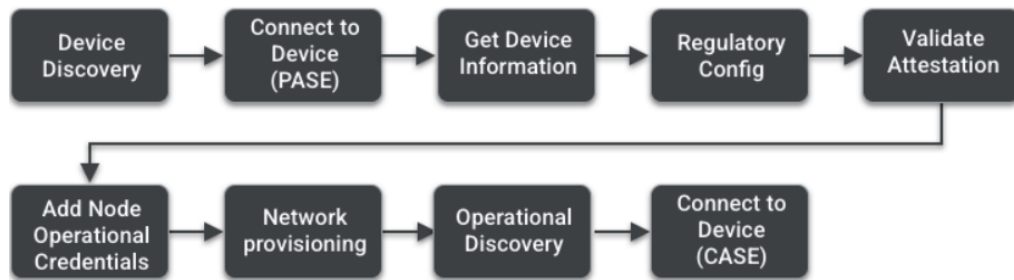 Device
Discovery
Connect to
Device
(PASE)
Get Device
Information
Regulatory
Config
Validate
Attestation
Add Node
Operational
Credentials
Network
provisioning
Operational
Discovery
Connect to
Device
(CASE)